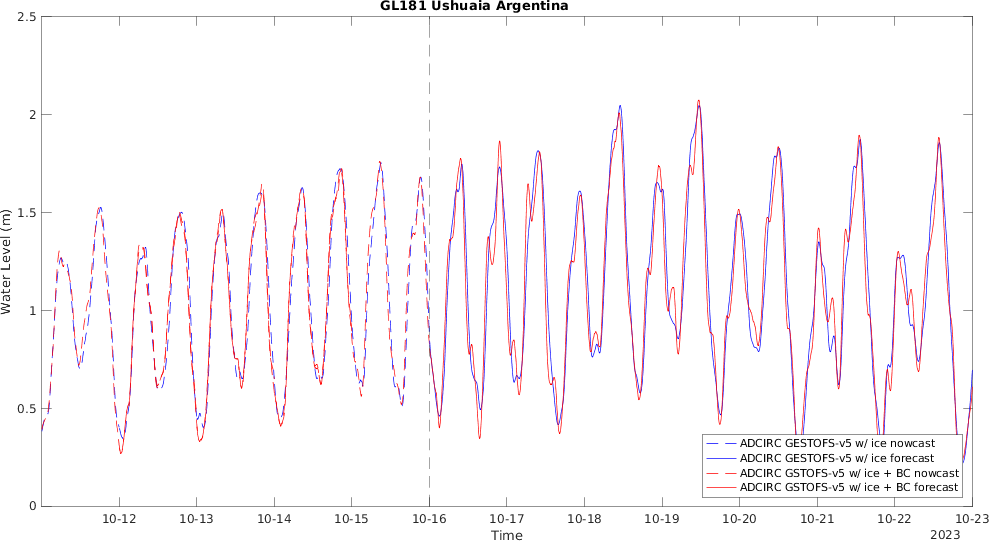 GL181 Ushuaia Argentina
2.5
2
1.5
1
0.5
0
Water Level (m)
10-12 10-13 10-14 10-15 10-16 10-17 10-18 10-19 10-20 10-21 10-22 10-23
Time
2023
ADCIRC GESTOFS-v5 w/ ice nowcast
ADCIRC GESTOFS-v5 w/ ice forecast
ADCIRC GSTOFS-v5 w/ ice + BC nowcast
ADCIRC GSTOFS-v5 w/ ice + BC forecast